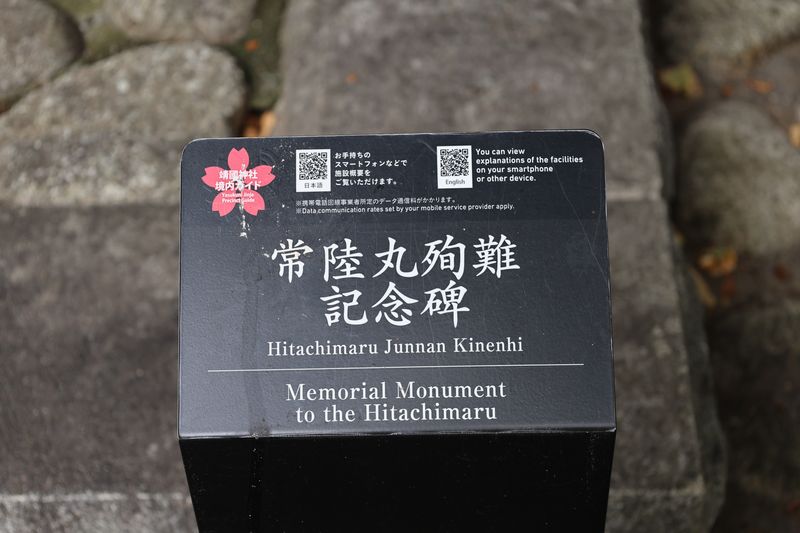 靖國神社
境内ガイド
Yasukuni Jinja
Precinct Guide
お手持ちの
スマートフォンなどで
施設概要を
ご覧いただけます。
日本語
You can view
explanations of the facilities
on your smartphone
or other device.
English
※携帯電話回線事業者所定のデータ通信料がかかります。
※Data communication rates set by your mobile service provider apply.
常陸丸殉難
記念碑
Hitachimaru Junnan Kinenhi
Memorial Monument
to the Hitachimaru